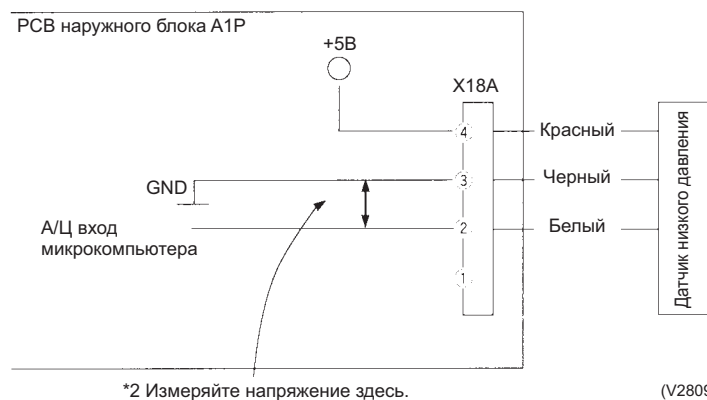 PCB наружного блока A1P
+5В
X18A
4
Красный
3
Черный
GND
А/Ц вход
микрокомпьютера
2
Белый
1
Датчик низкого давления
*2 Измеряйте напряжение здесь.
(V2809